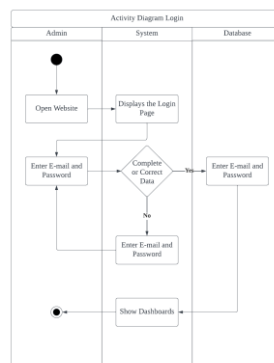 Activity Diagram Login
Admin
System
Database
Open Website
Displays the Login
Page
Enter E-mail and
Password
Complete
or Correct
Data
Yes
Enter E-mail and
Password
No
Enter E-mail and
Password
Show Dashboards